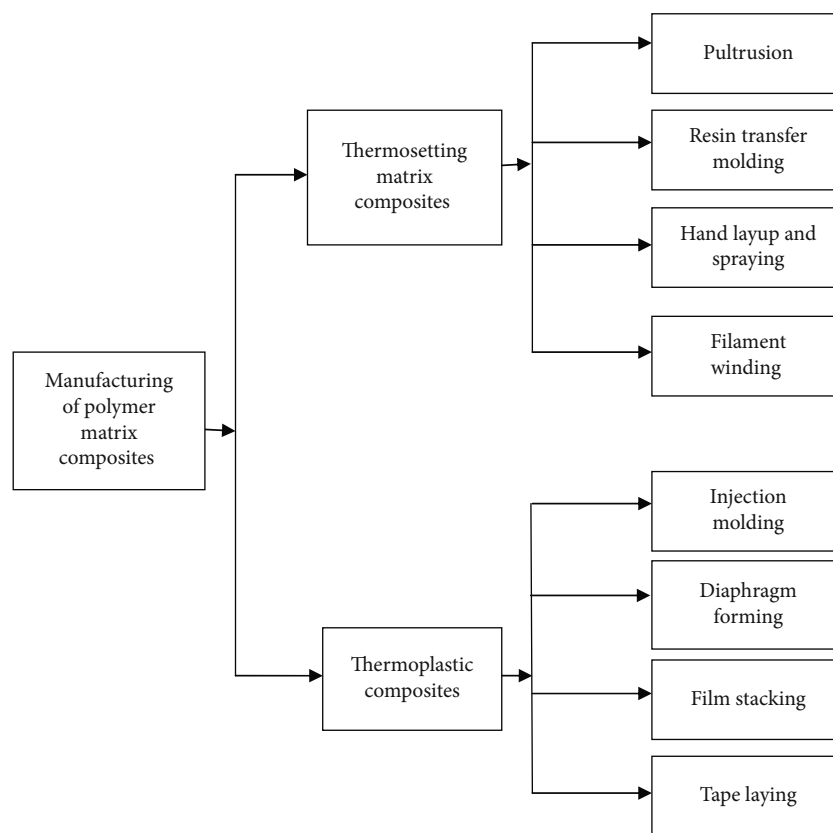 Manufacturing
of polymer
matrix
composites
Thermosetting
matrix
composites
Pultrusion
Resin transfer
molding
Hand layup and
spraying
Filament
winding
Thermoplastic
composites
Injection
molding
Diaphragm
forming
Film stacking
Tape laying